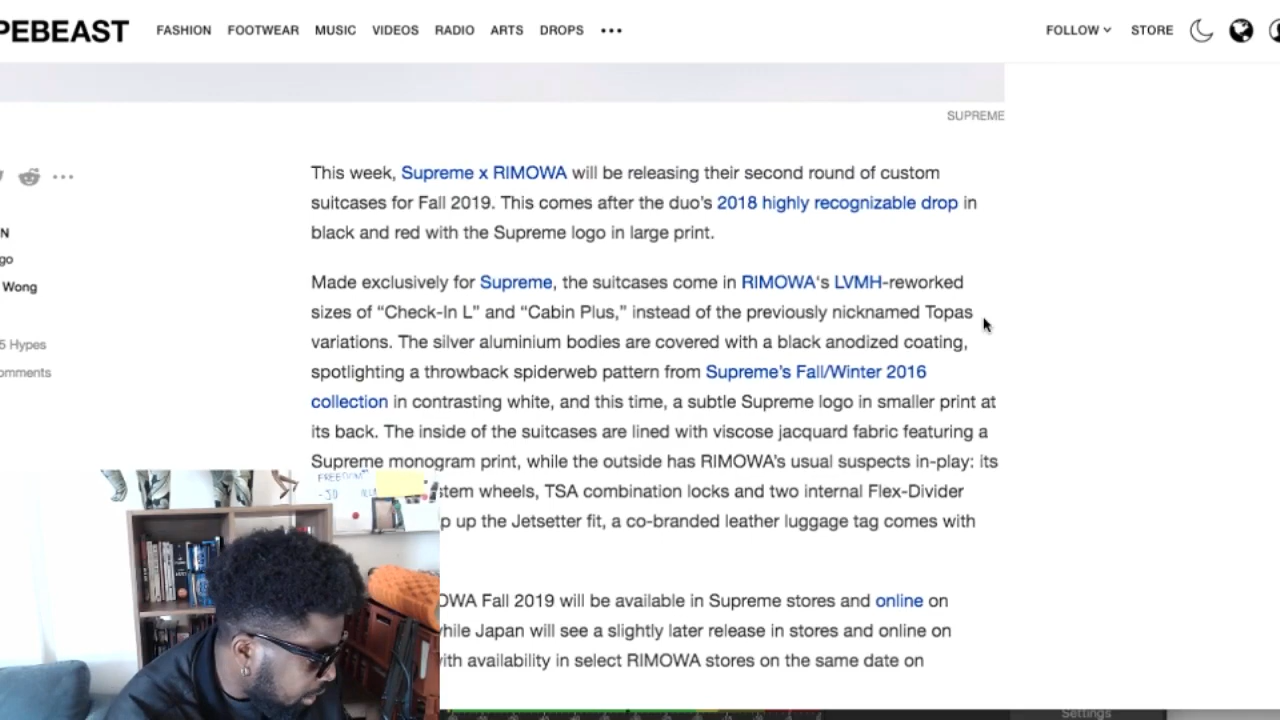 PEBEAST FASHION FOOTWEAR MUSIC VIDEOS RADIO ARTS DROPS ••• FOLLOW STORE
SUPREME
This week, Supreme x RIMOWA will be releasing their second round of custom
suitcases for Fall 2019. This comes after the duo's 2018 highly recognizable drop in
black and red with the Supreme logo in large print.
N
go
Wong
5 Hypes
omments
Made exclusively for Supreme, the suitcases come in RIMOWA's LVMH-reworked
sizes of “Check-In L” and “Cabin Plus,” instead of the previously nicknamed Topas
variations. The silver aluminium bodies are covered with a black anodized coating,
spotlighting a throwback spiderweb pattern from Supreme's Fall/Winter 2016
collection in contrasting white, and this time, a subtle Supreme logo in smaller print at
its back. The inside of the suitcases are lined with viscose jacquard fabric featuring a
Supreme monogram print, while the outside has RIMOWA's usual suspects in-play: its
stem wheels, TSA combination locks and two internal Flex-Divider
p up the Jetsetter fit, a co-branded leather luggage tag comes with
OWA Fall 2019 will be available in Supreme stores and online on
while Japan will see a slightly later release in stores and online on
ith availability in select RIMOWA stores on the same date on
FREEDOM"
-JD
Settings